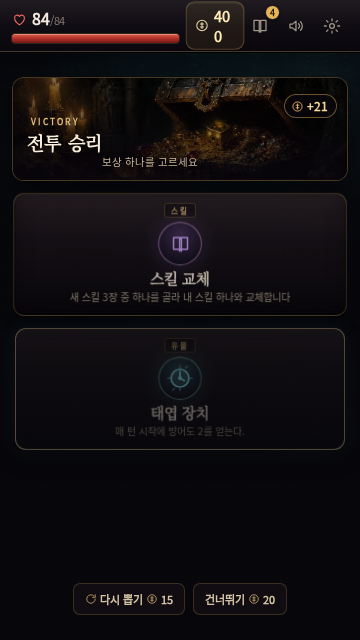 84/84
40
0
4
VICTORY
전투 승리
+21
보상 하나를 고르세요
스킬
스킬 교체
새 스킬 3장 중 하나를 골라 내 스킬 하나와 교체합니다
유물
태엽 장치
매 턴 시작에 방어도 2를 얻는다.
다시 뽑기 15
건너뛰기 20